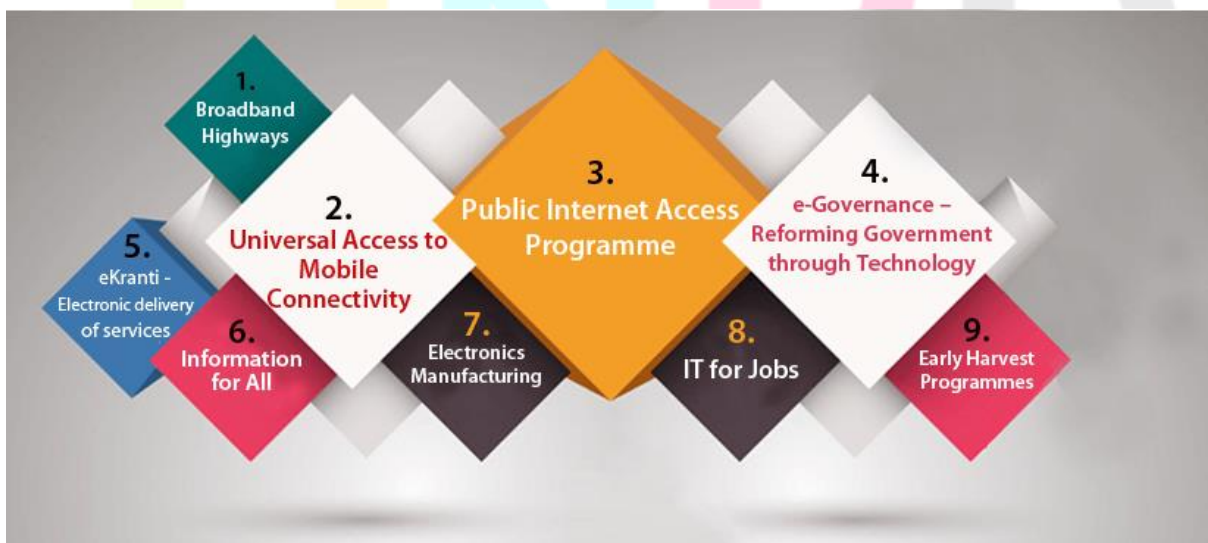 1.
Broadband
Highways
2.
Universal Access to
Mobile
Connectivity
3.
Public Internet Access
Programme
4.
e-Governance –
Reforming Government
through Technology
5.
eKranti -
Electronic delivery
of services
6.
Information
for All
7.
Electronics
Manufacturing
8.
IT for Jobs
9.
Early Harvest
Programmes